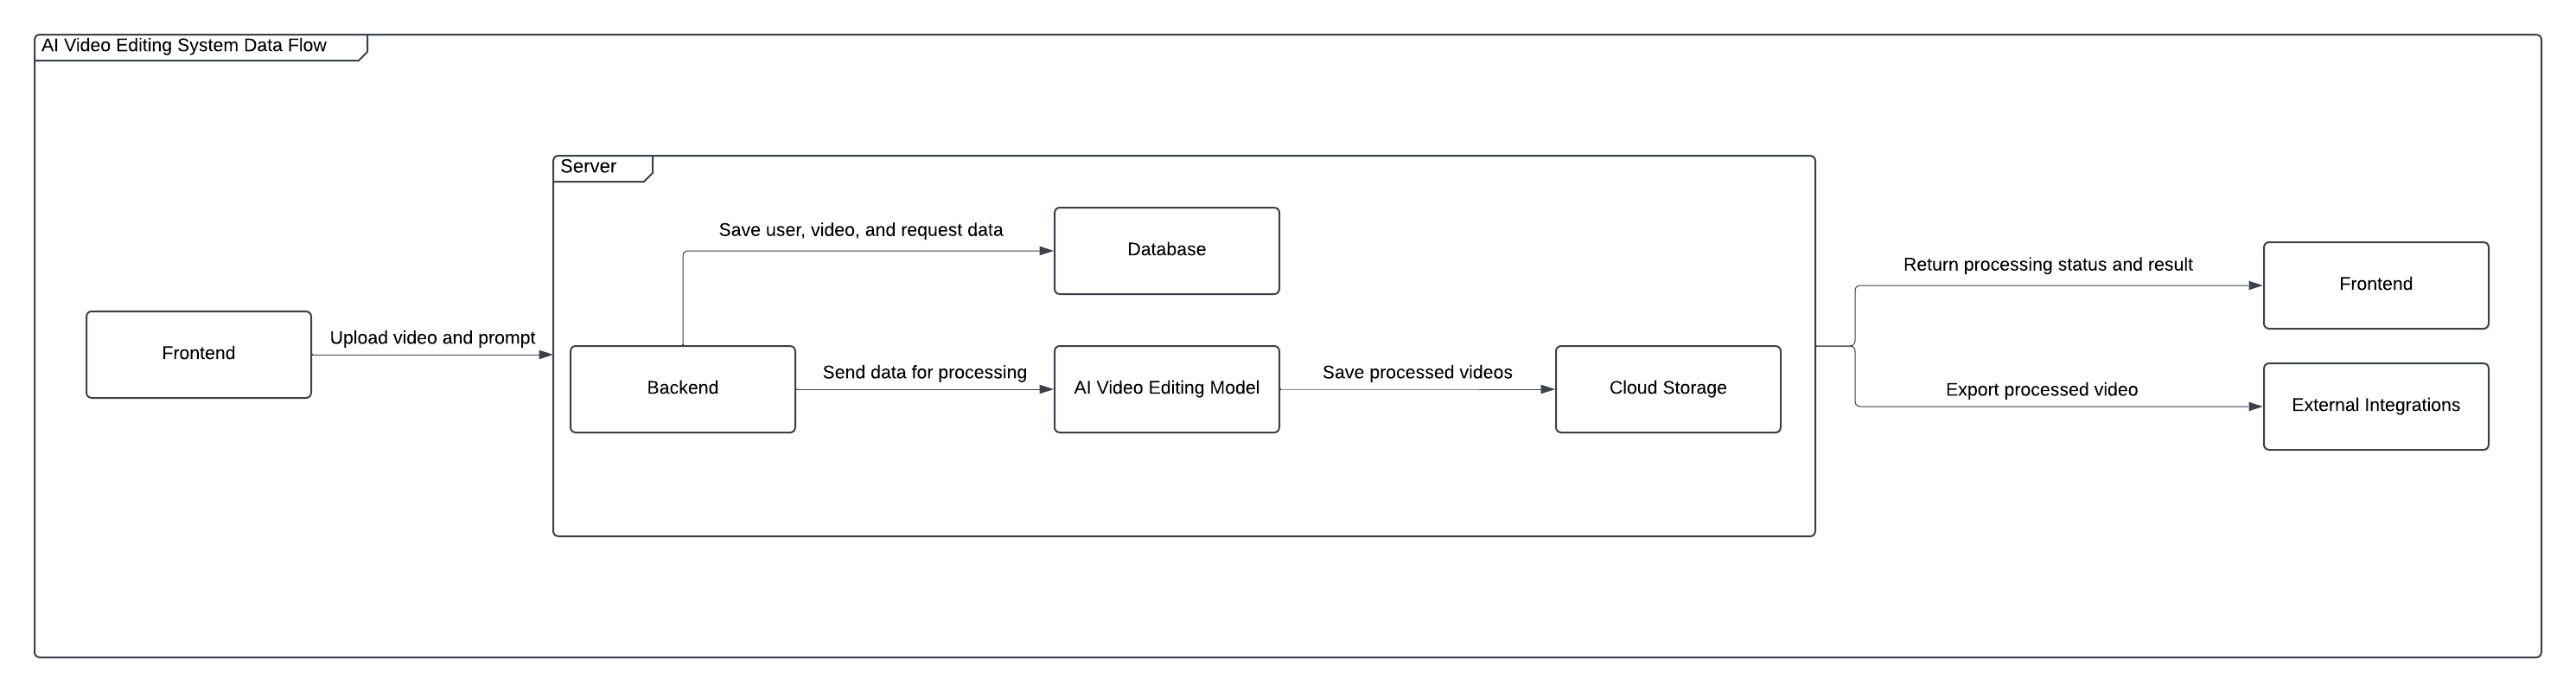 AI Video Editing System Data Flow
Server
Save user, video, and request data
Database
Return processing status and result
Frontend
Frontend
Upload video and prompt
Backend
Send data for processing
AI Video Editing Model
Save processed videos
Cloud Storage
Export processed video
External Integrations